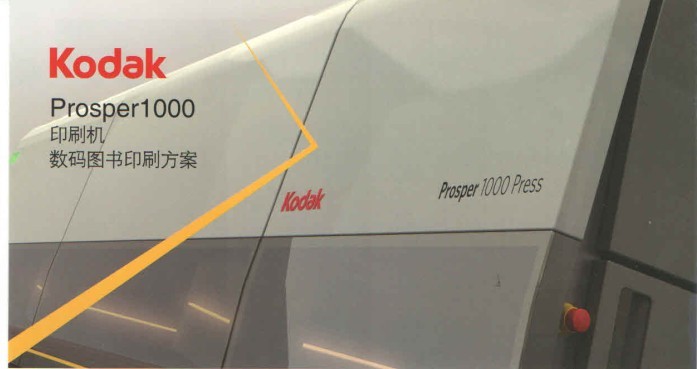 Kodak
Prosper1000
印刷机
数码图书印刷方案
Kodak
Prosper 1000 Press